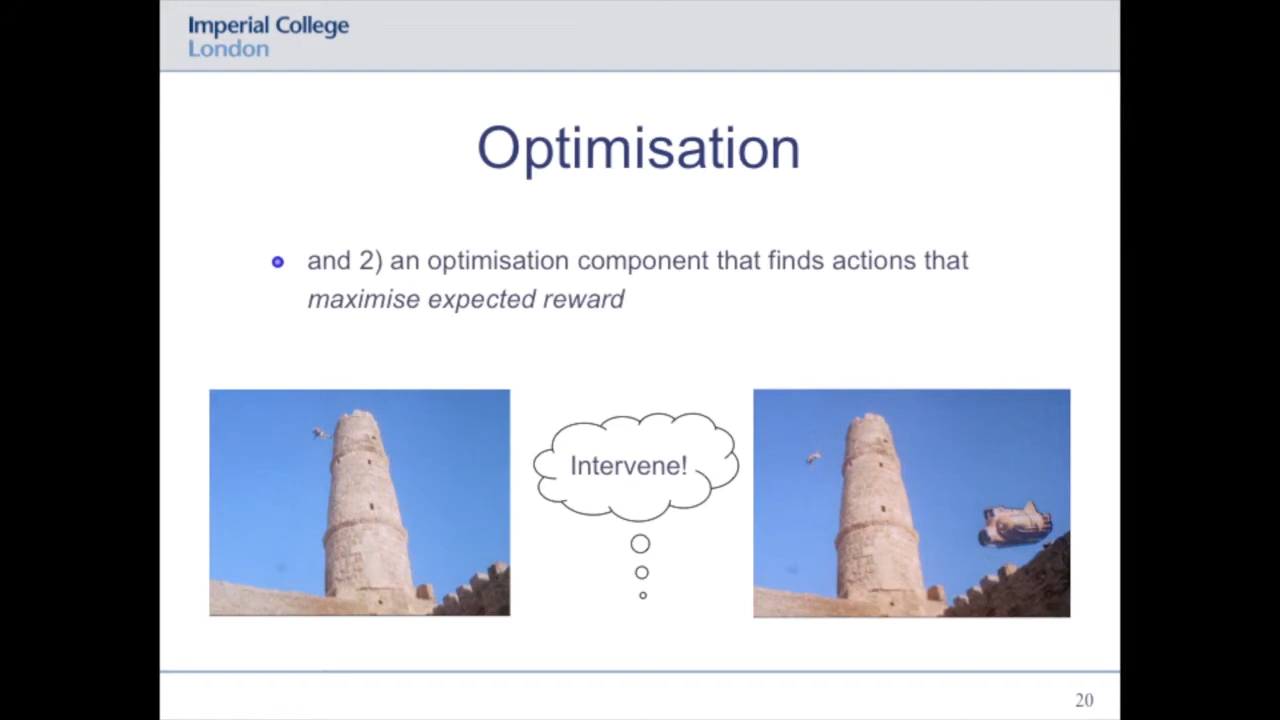 Imperial College
London
Optimisation
and 2) an optimisation component that finds actions that
maximise expected reward
Intervene!
20